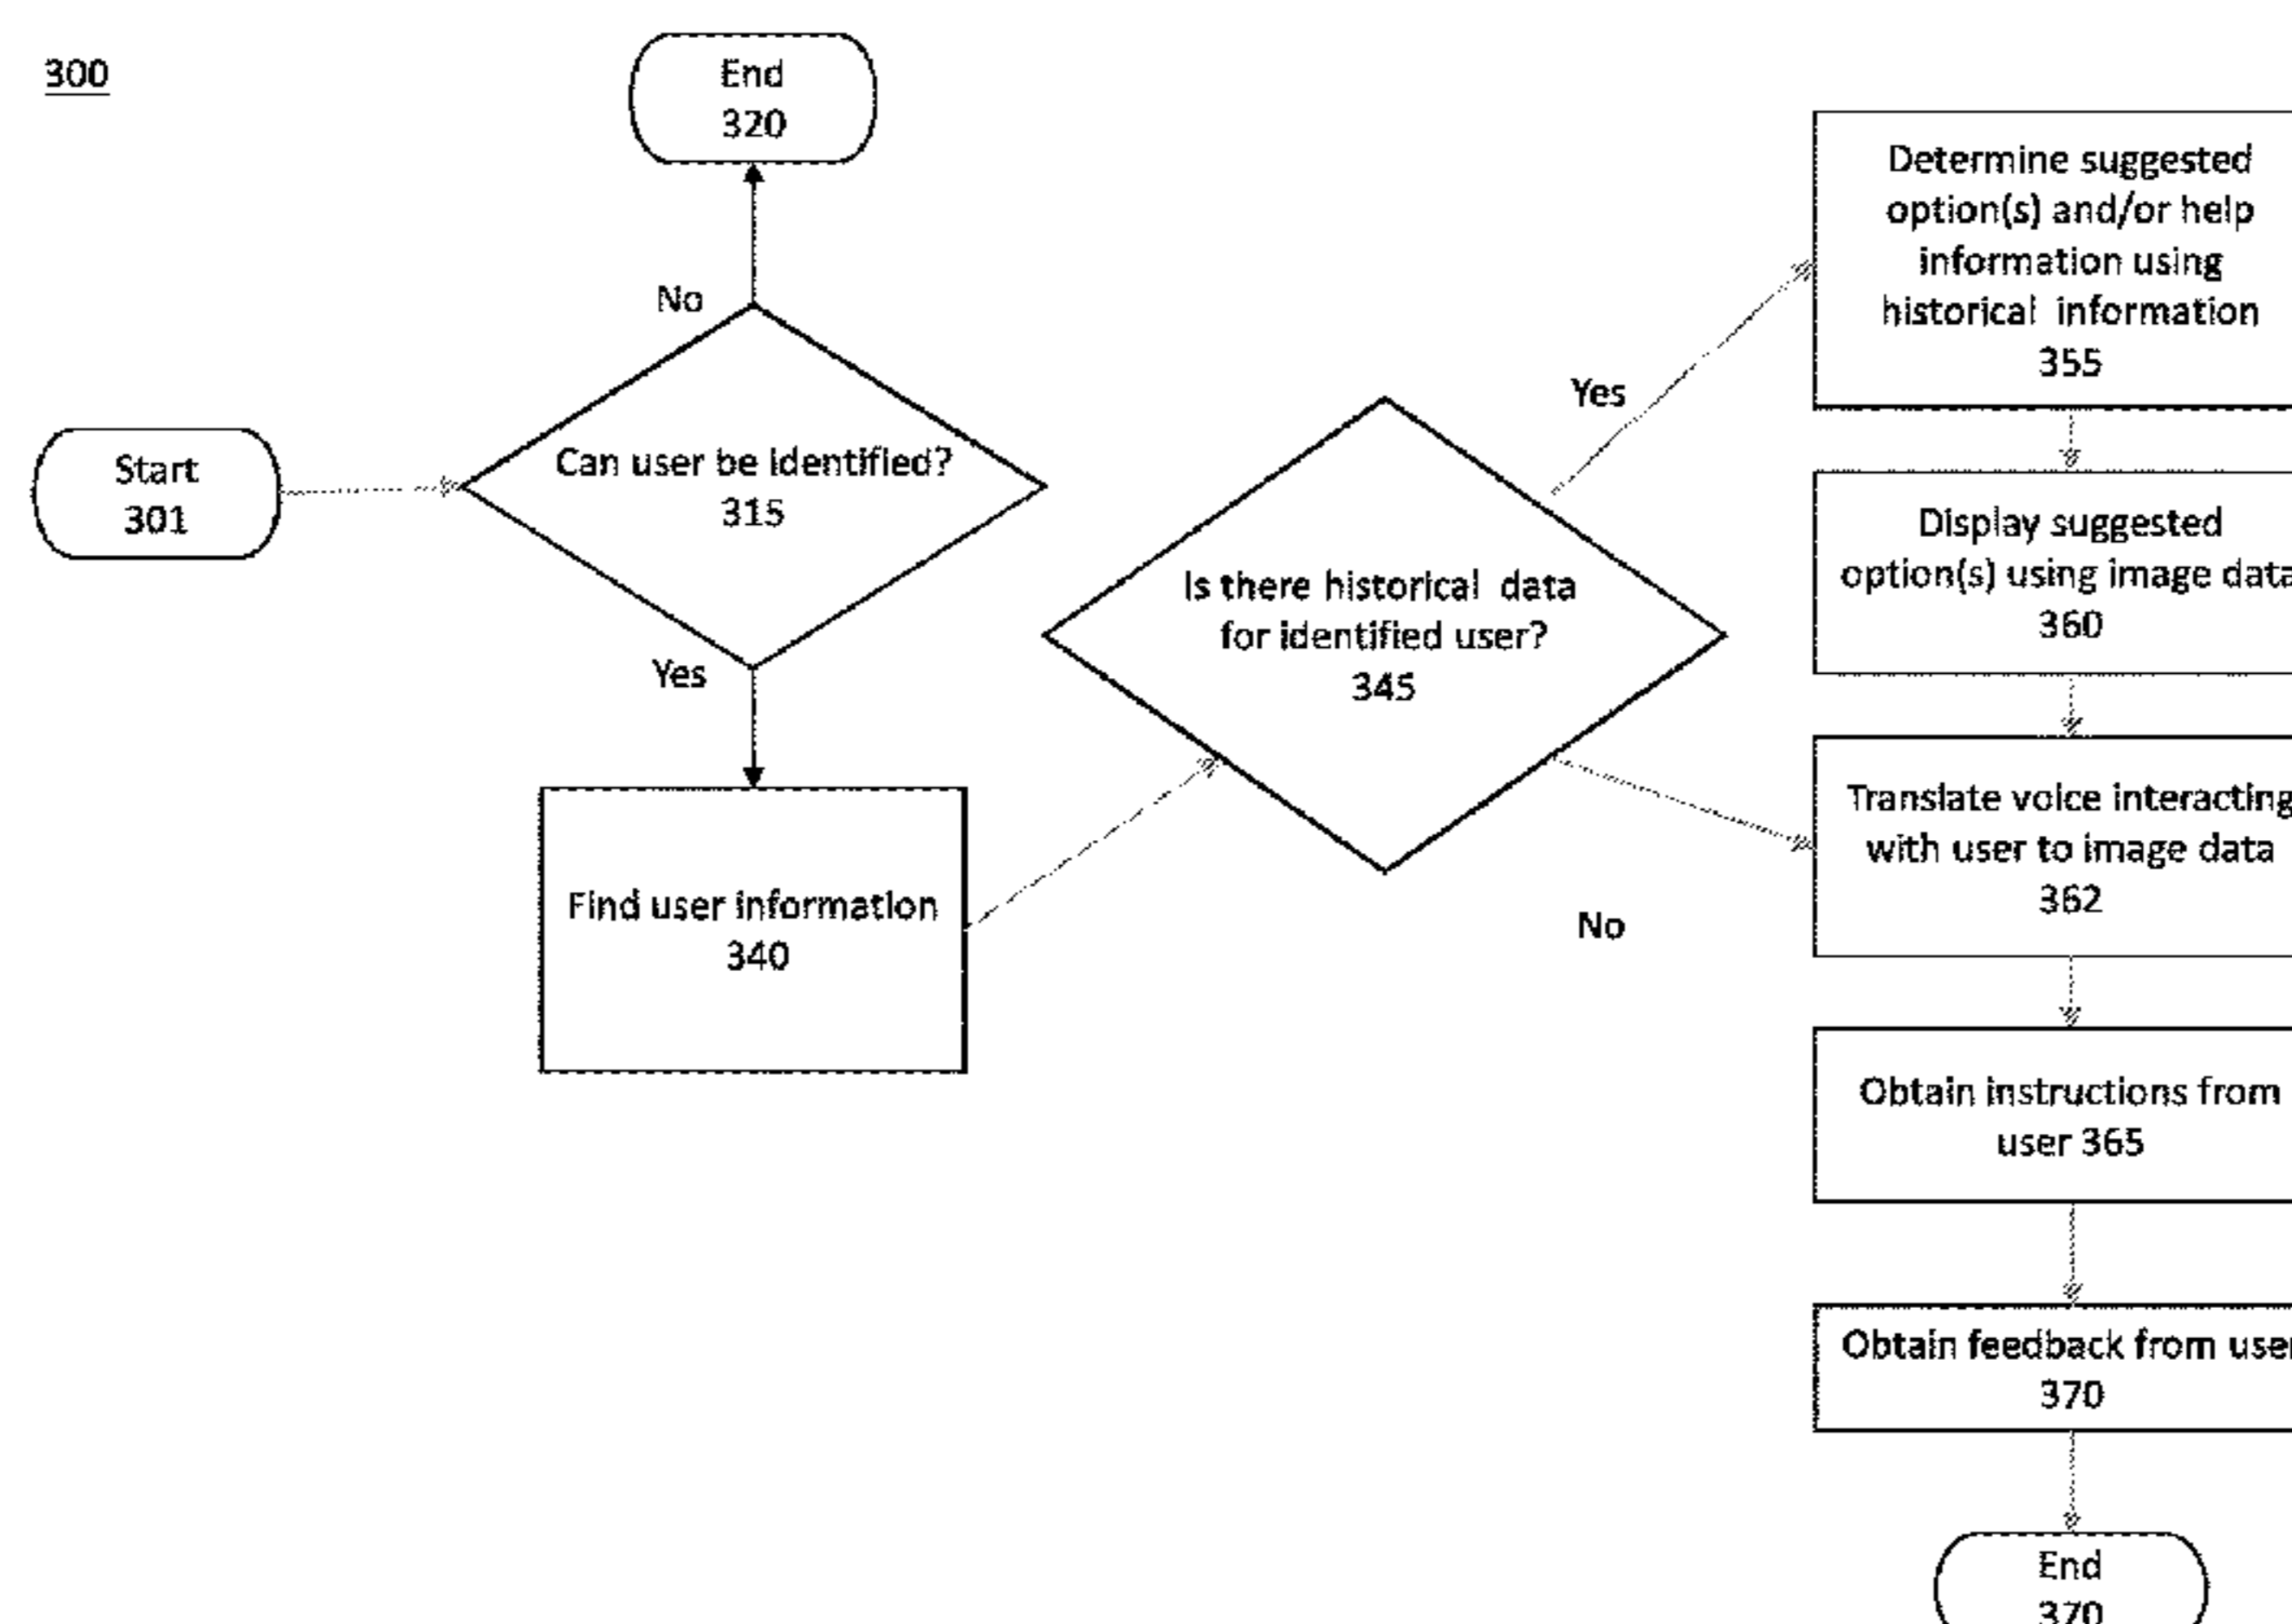 300
End
320
No
Start
301
Can user be identified?
315
Yes
Find user information
340
Is there historical data
for identified user?
345
Yes
No
Determine suggested
option(s) and/or help
information using
historical information
355
Display suggested
option(s) using image data
360
Translate voice interacting
with user to image data
362
Obtain instructions from
user 365
Obtain feedback from user
370
End
370